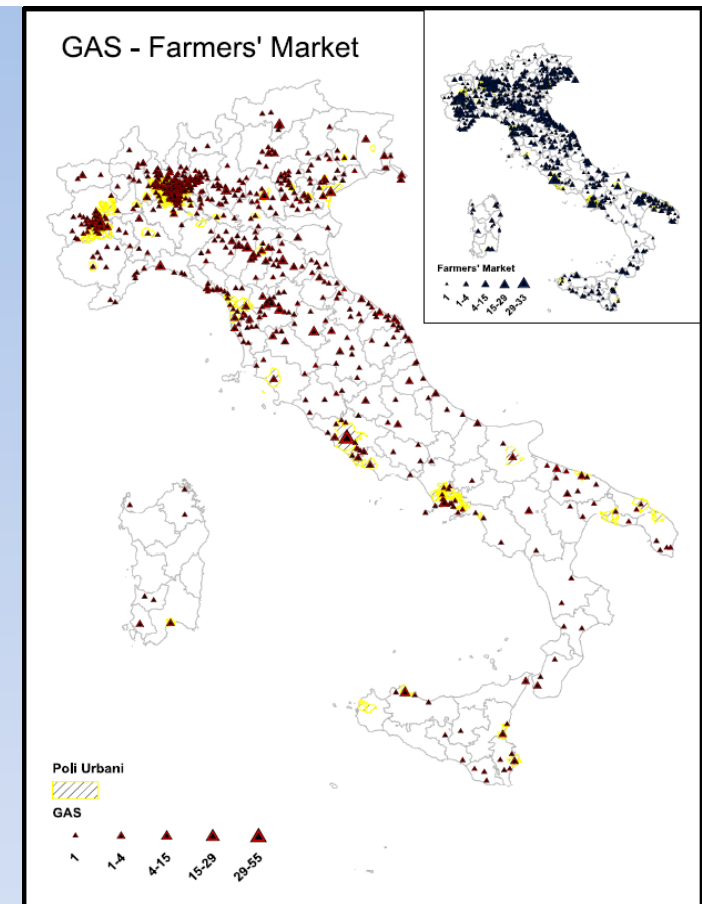 GAS - Farmers' Market
Farmers' Market
1 1-4 4-15 15-29 29-33
Poli Urbani
GAS
1 1-4 4-15 15-29 29-55